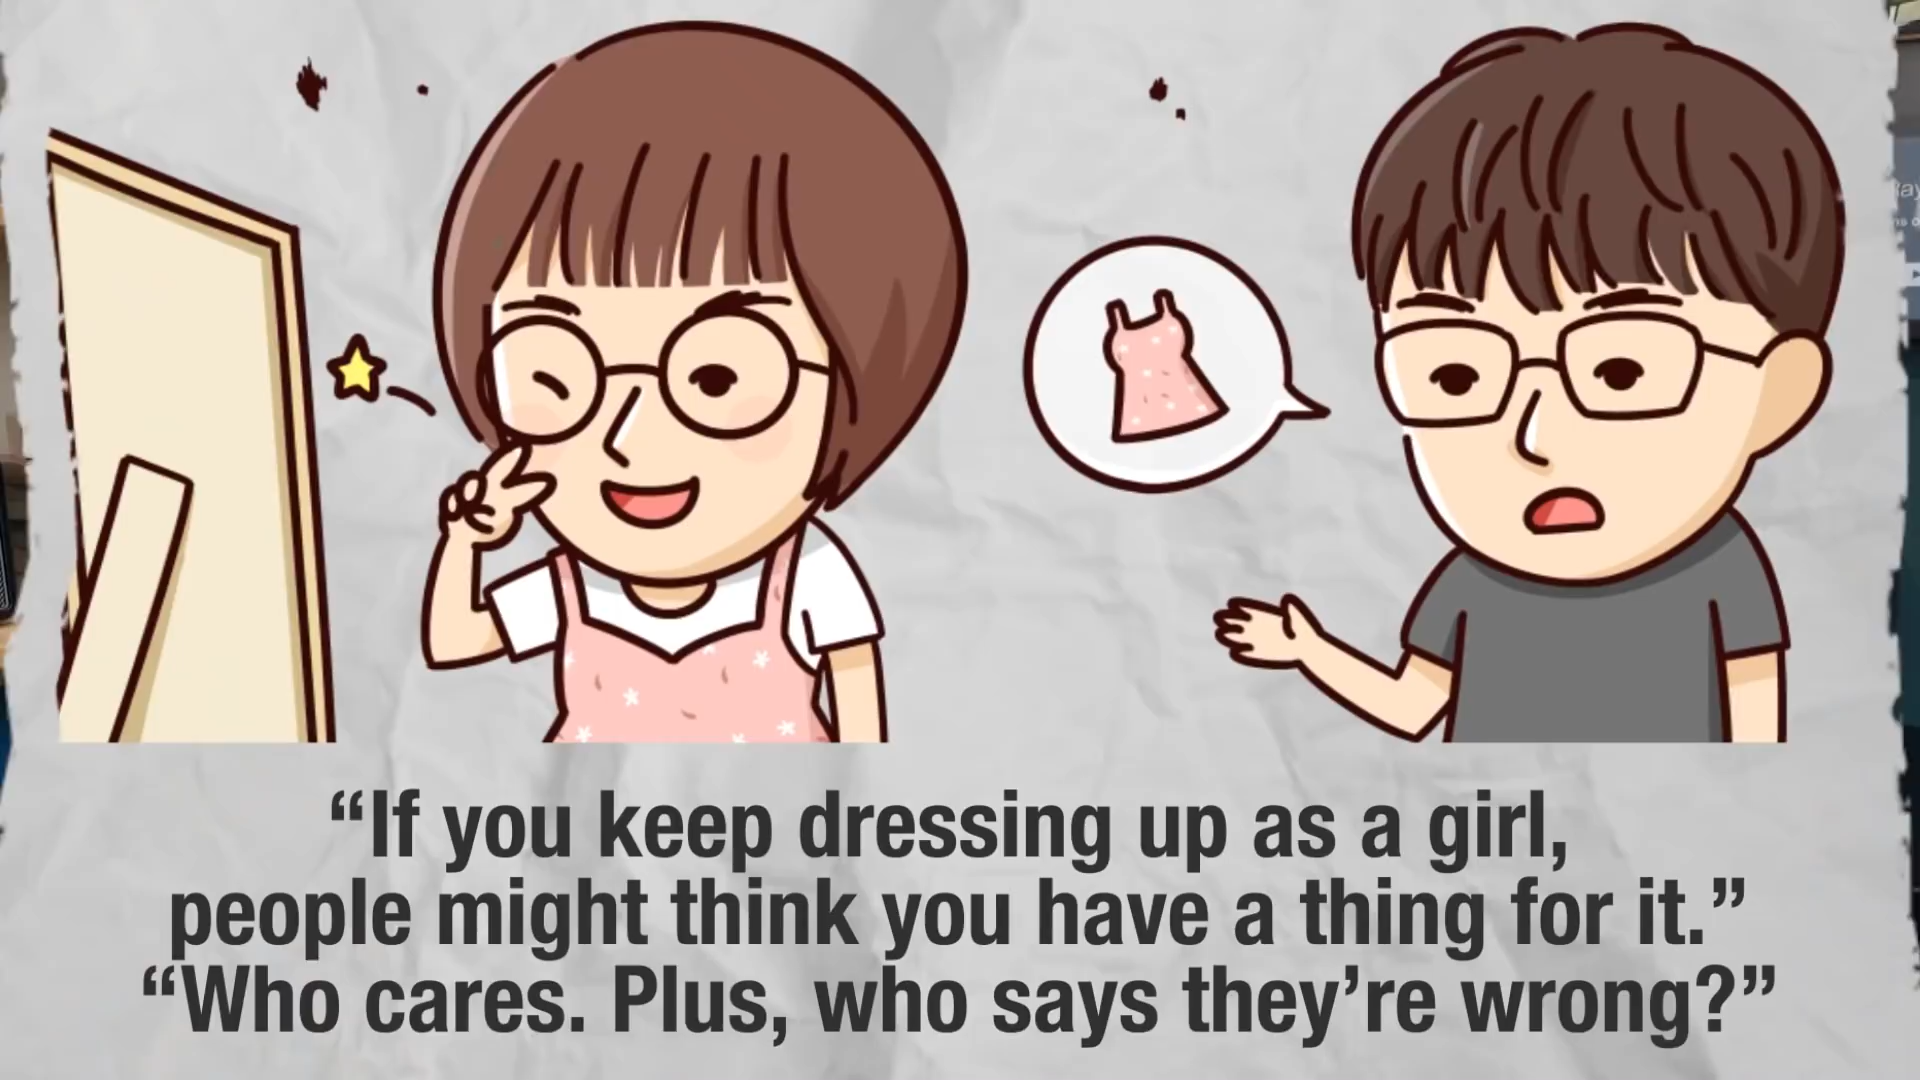 “If you keep dressing up as a girl,
people might think you have a thing for it.”
“Who cares. Plus, who says they’re wrong?”